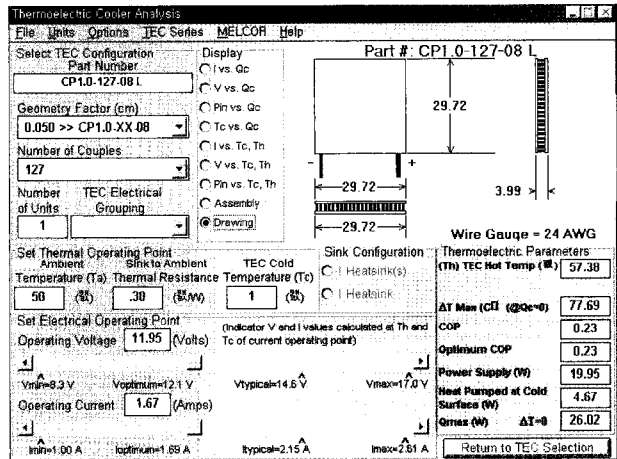 Thermoelectric Cooler Analysis
File Units Options TEC Series MELCOR Help
Select TEC Configuration
Part Number
CP1.0-127-08 L
Geometry Factor (cm)
0.050 >> CP1.0-XX-08
Number of Couples
127
Number of Units
TEC Electrical Grouping
1
Display
I vs. Qc
V vs. Qc
Pin vs. Qc
Tc vs. Qc
I vs. Tc, Th
V vs. Tc, Th
Pin vs. Tc, Th
Assembly
Drawing
Part #: CP1.0-127-08 L
29.72
- +
29.72
3.99
29.72
Wire Gauge = 24 AWG
Set Thermal Operating Point
Ambient Temperature (Ta)
Sink to Ambient Thermal Resistance
TEC Cold Temperature (Tc)
50
.30
1
Sink Configuration
! Heatsink(s)
! Heatsink
Set Electrical Operating Point
Operating Voltage 11.95 (Volts)
(Indicator V and I values calculated at Th and Tc of current operating point)
Vmin=8.3 V Voptimum=12.1 V Vtypical=14.6 V Vmax=17.0 V
Operating Current 1.67 (Amps)
Imin=1.00 A Ioptimum=1.69 A Itypical=2.15 A Imax=2.61 A
Thermoelectric Parameters
(Th) TEC Hot Temp 57.38
ΔT Max (@Qc=0) 77.69
COP 0.23
Optimum COP 0.23
Power Supply (W) 19.95
Heat Pumped at Cold Surface (W) 4.67
Qmax (W) ΔT=0 26.02
Return to TEC Selection